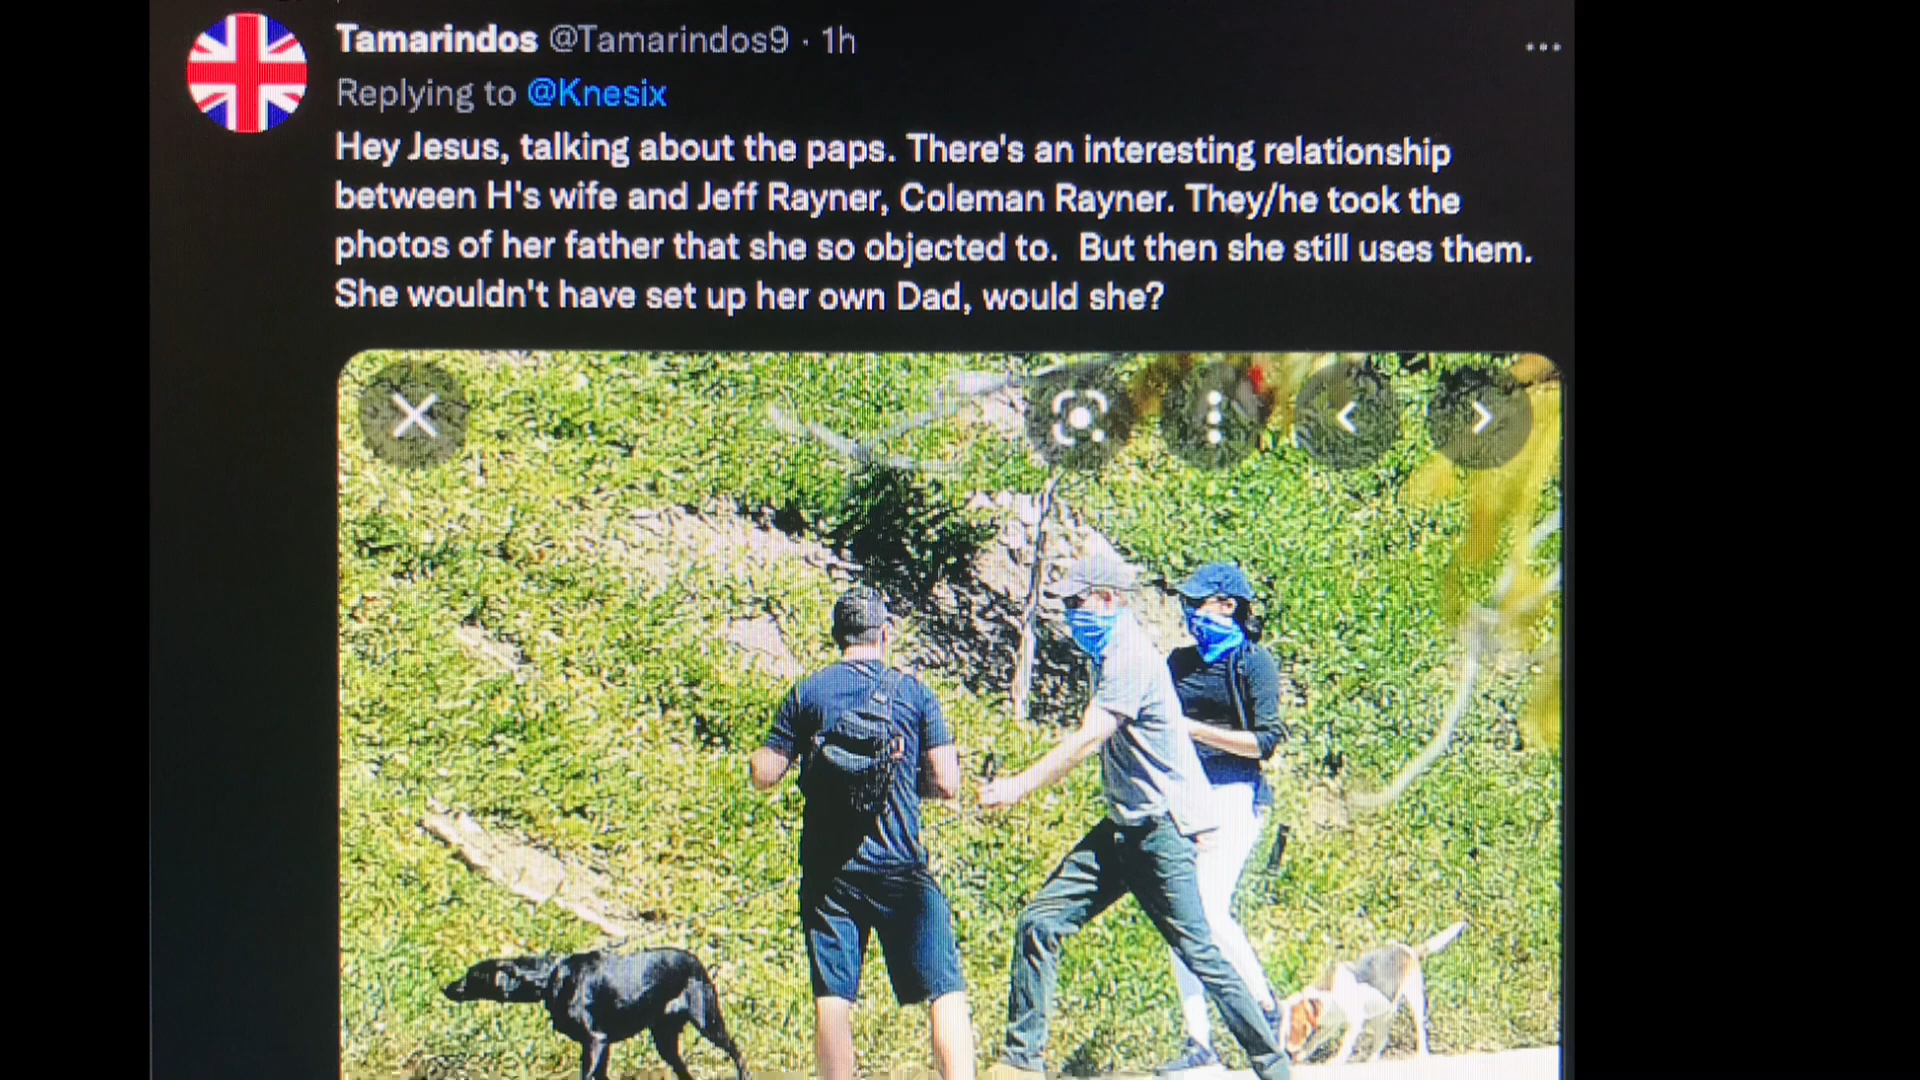 Tamarindos @Tamarindos9 · 1h
Replying to @Knesix
Hey Jesus, talking about the paps. There's an interesting relationship
between H's wife and Jeff Rayner, Coleman Rayner. They/he took the
photos of her father that she so objected to.  But then she still uses them.
She wouldn't have set up her own Dad, would she?